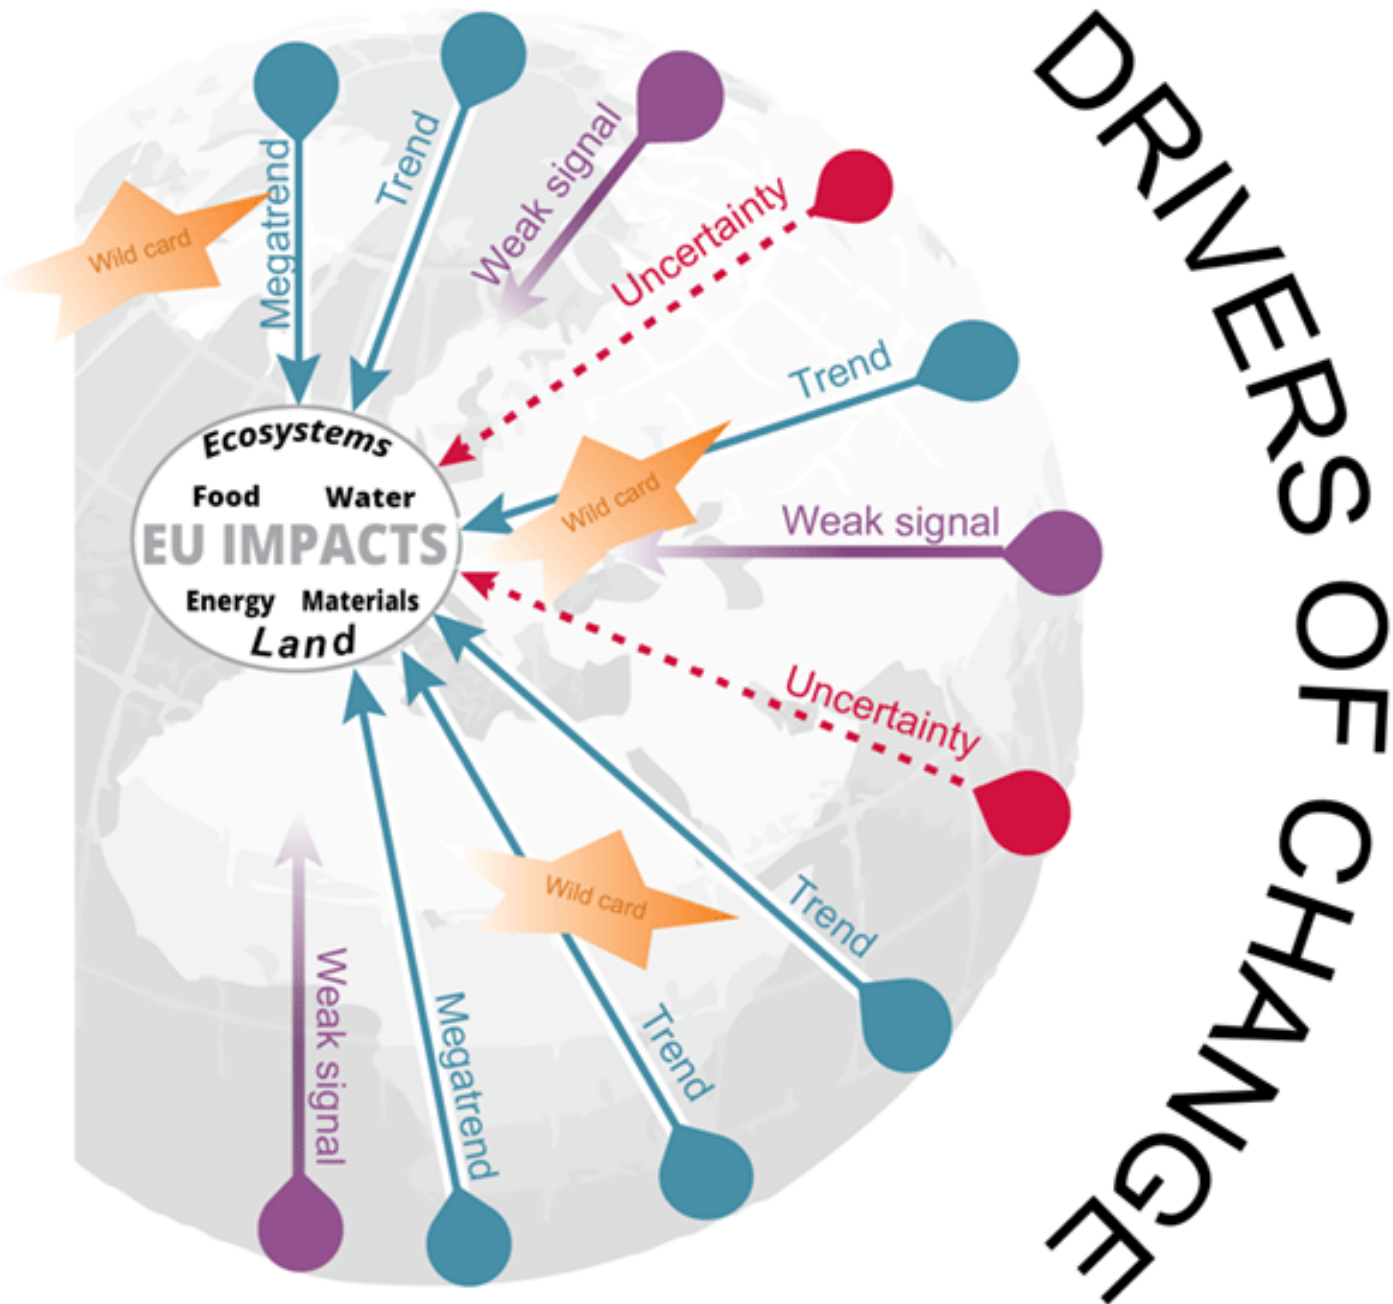 Megatrend
Trend
Weak signal
Uncertainty
Wild card
Trend
Wild card
Weak signal
Ecosystems
Food Water
EU IMPACTS
Energy Materials
Land
Uncertainty
Trend
Wild card
Trend
Megatrend
Weak signal
DRIVERS OF CHANGE